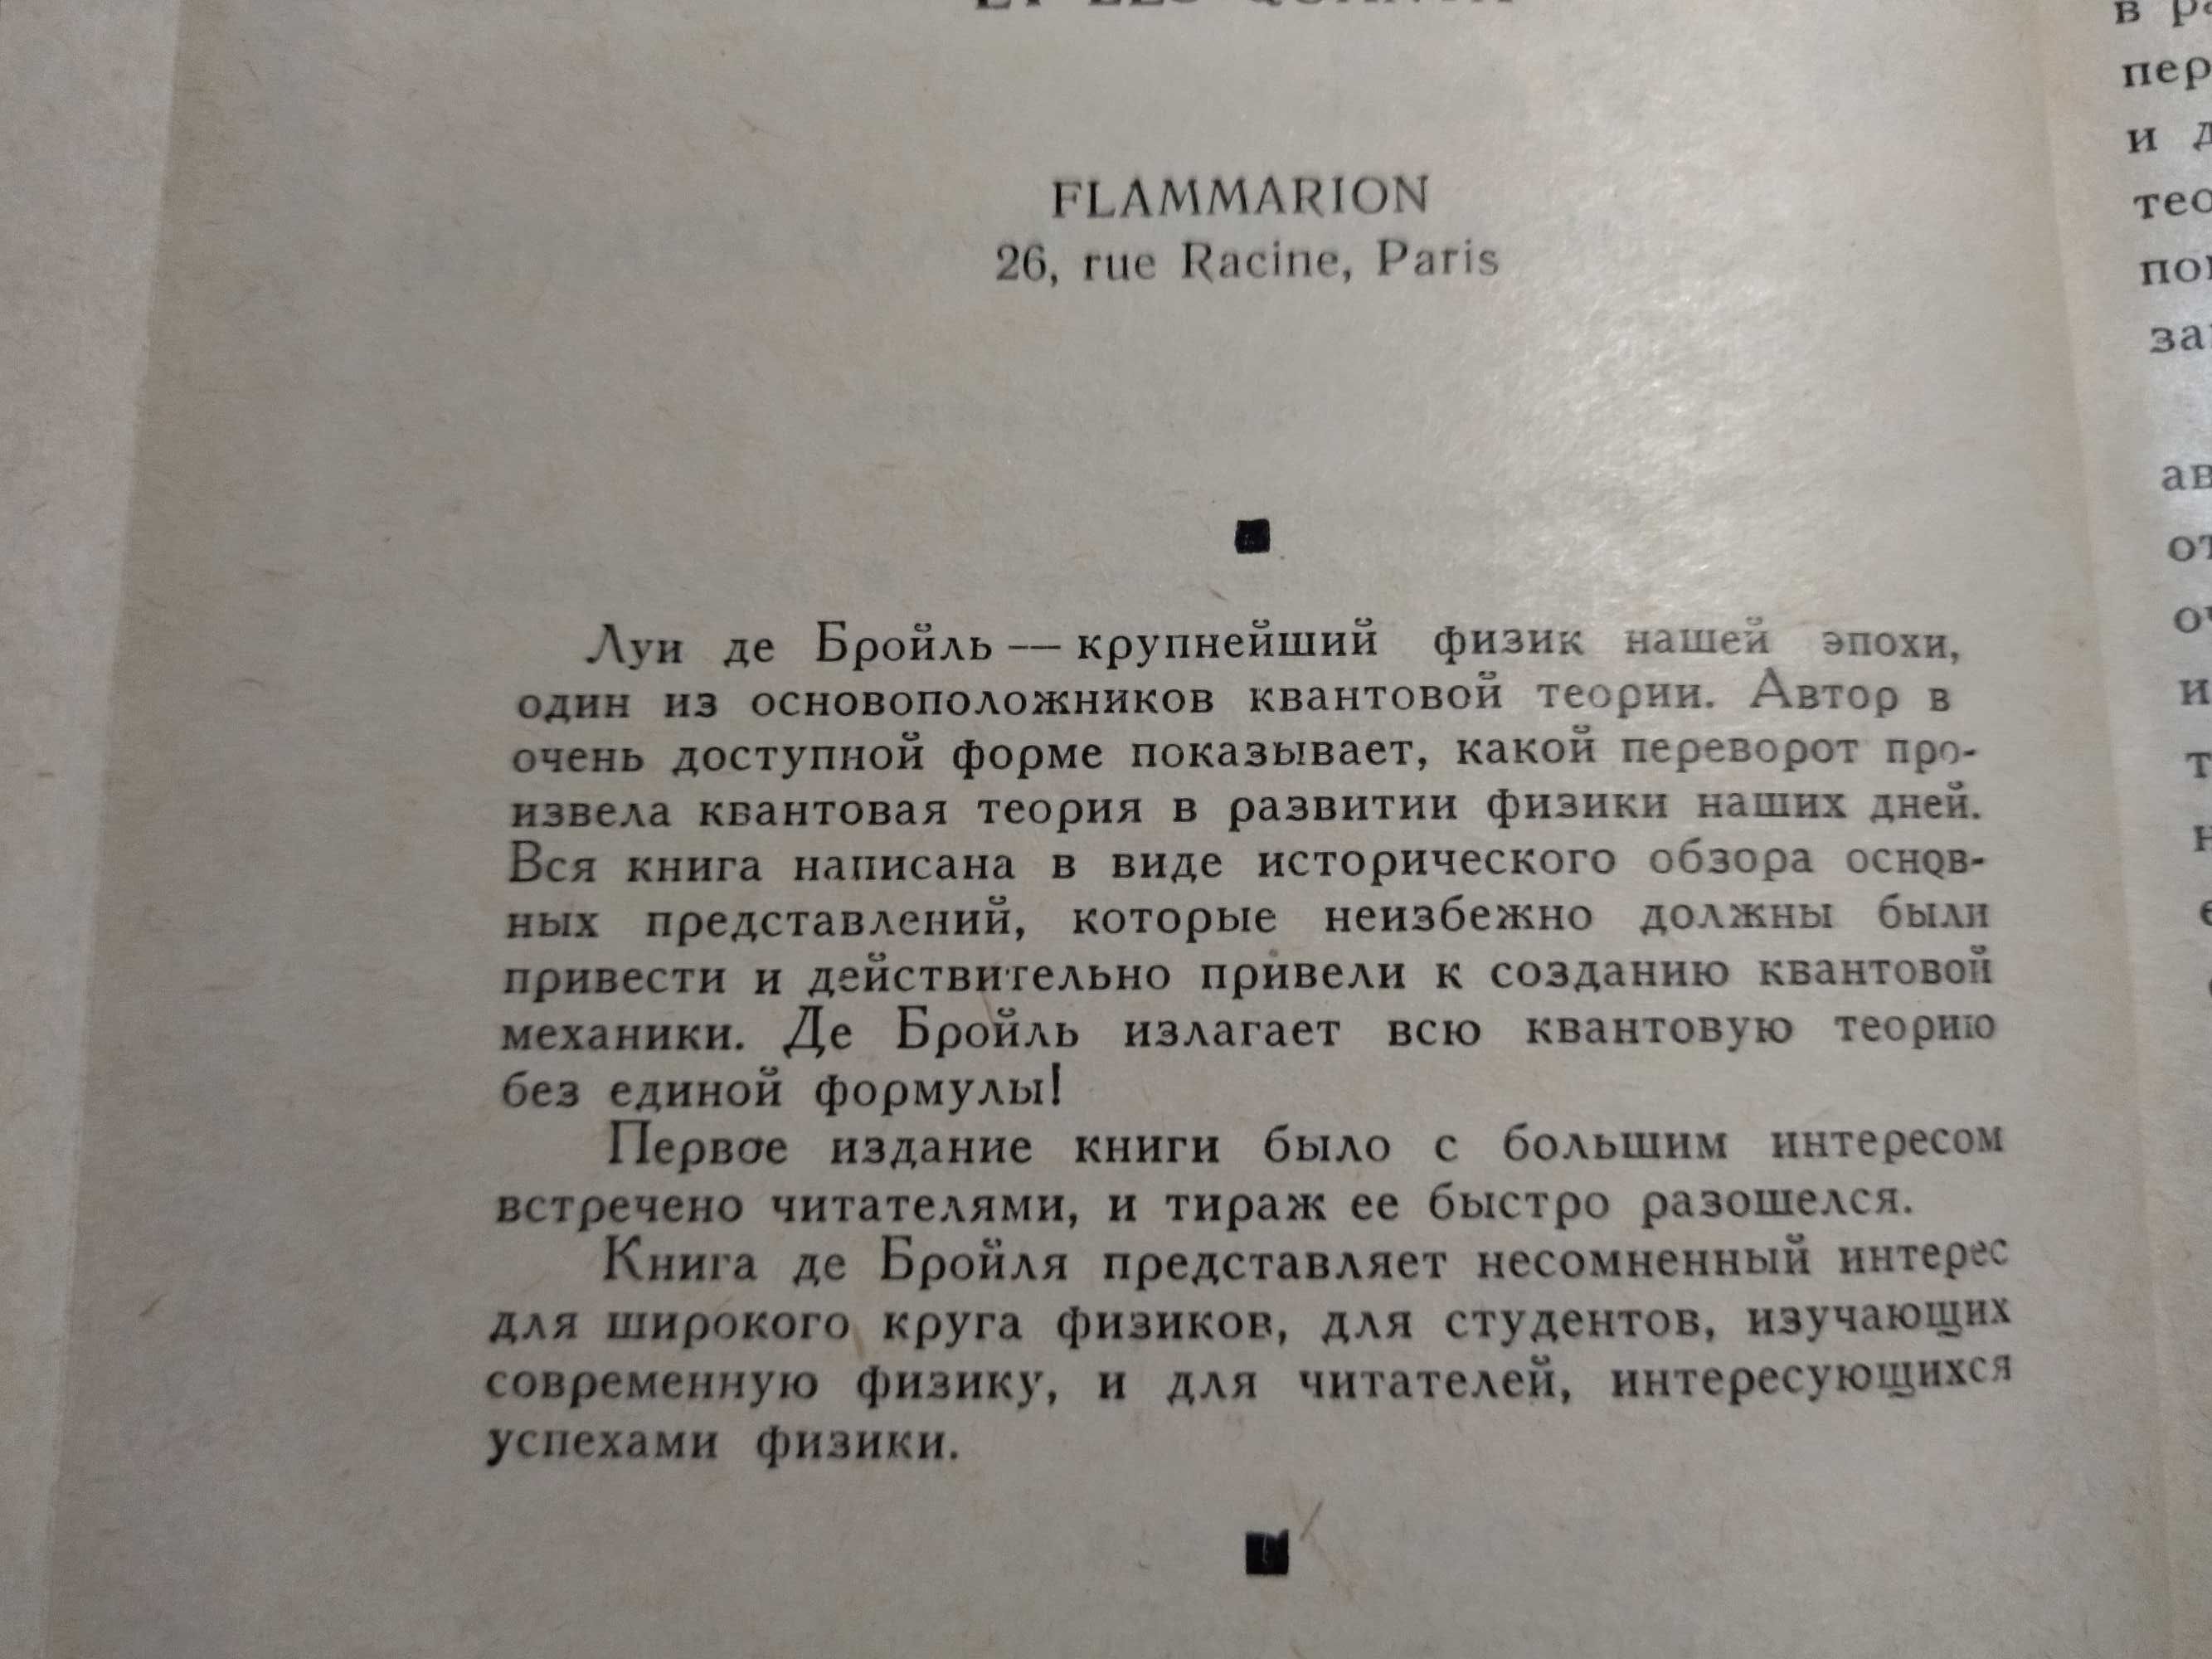 FLAMMARION
26, rue Racine, Paris
Луи де Бройль — крупнейший физик нашей эпохи,
один из основоположников квантовой теории. Автор в
очень доступной форме показывает, какой переворот про-
извела квантовая теория в развитии физики наших дней.
Вся книга написана в виде исторического обзора основ-
ных представлений, которые неизбежно должны были
привести и действительно привели к созданию квантовой
механики. Де Бройль излагает всю квантовую теорию
без единой формулы!
Первое издание книги было с большим интересом
встречено читателями, и тираж ее быстро разошелся.
Книга де Бройля представляет несомненный интерес
для широкого круга физиков, для студентов, изучающих
современную физику, и для читателей, интересующихся
успехами физики.